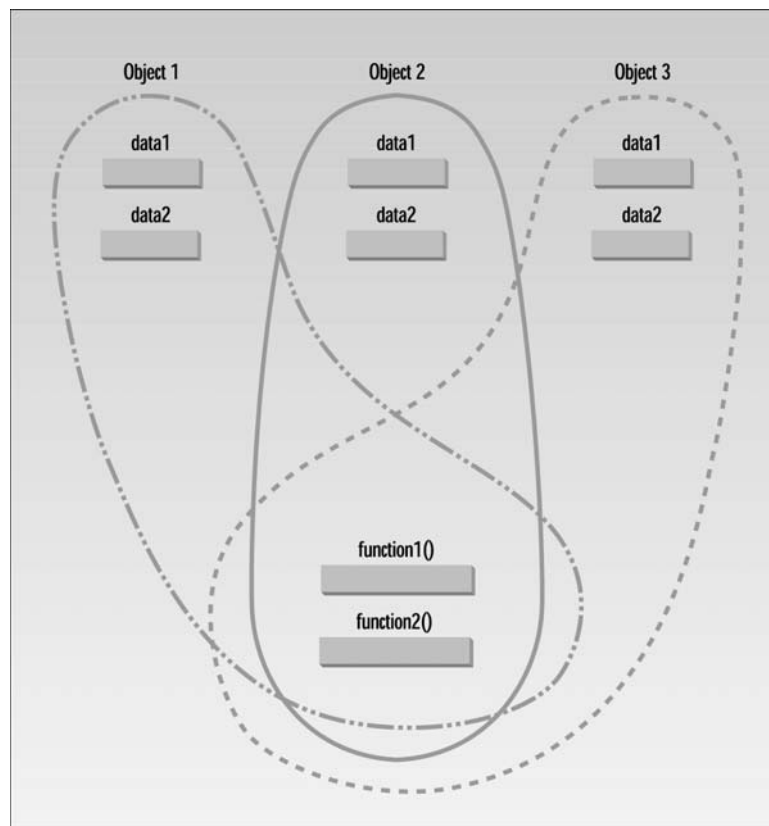 Object 1 Object 2 Object 3
data1 data1 data1
data2 data2 data2
function1()
function2()